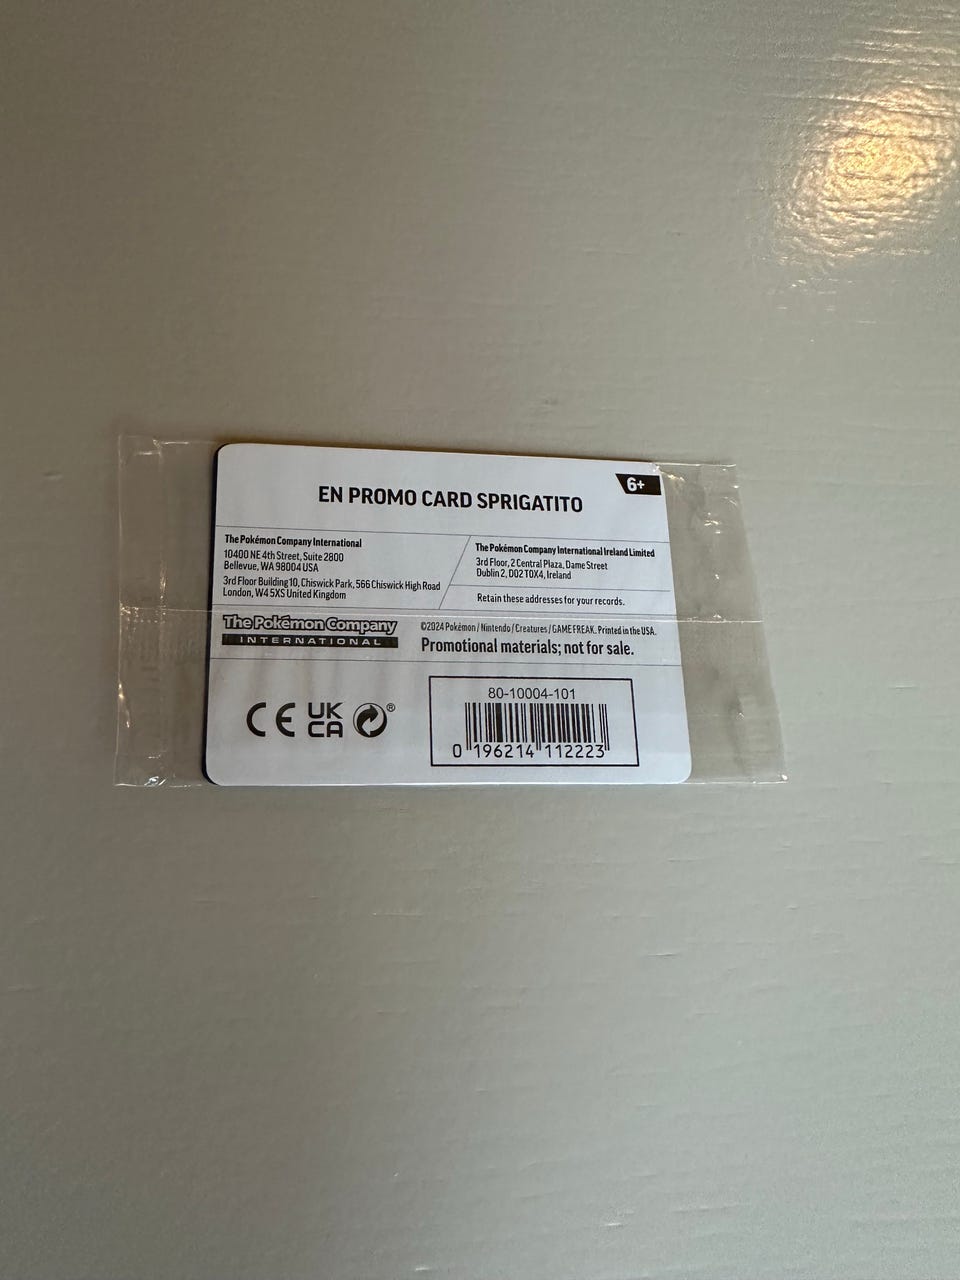 EN PROMO CARD SPRIGATITO
6+
The Pokémon Company International
10400 NE 4th Street, Suite 2800
Bellevue, WA 98004 USA
3rd Floor Building 10, Chiswick Park, 566 Chiswick High Road
London, W4 5XS United Kingdom
The Pokémon Company International Ireland Limited
3rd Floor, 2 Central Plaza, Dame Street
Dublin 2, D02 T0X4, Ireland
Retain these addresses for your records.
The Pokémon Company
INTERNATIONAL
©2024 Pokémon / Nintendo / Creatures / GAME FREAK. Printed in the USA.
Promotional materials; not for sale.
CE
UK
CA
®
80-10004-101
0 196214 112223